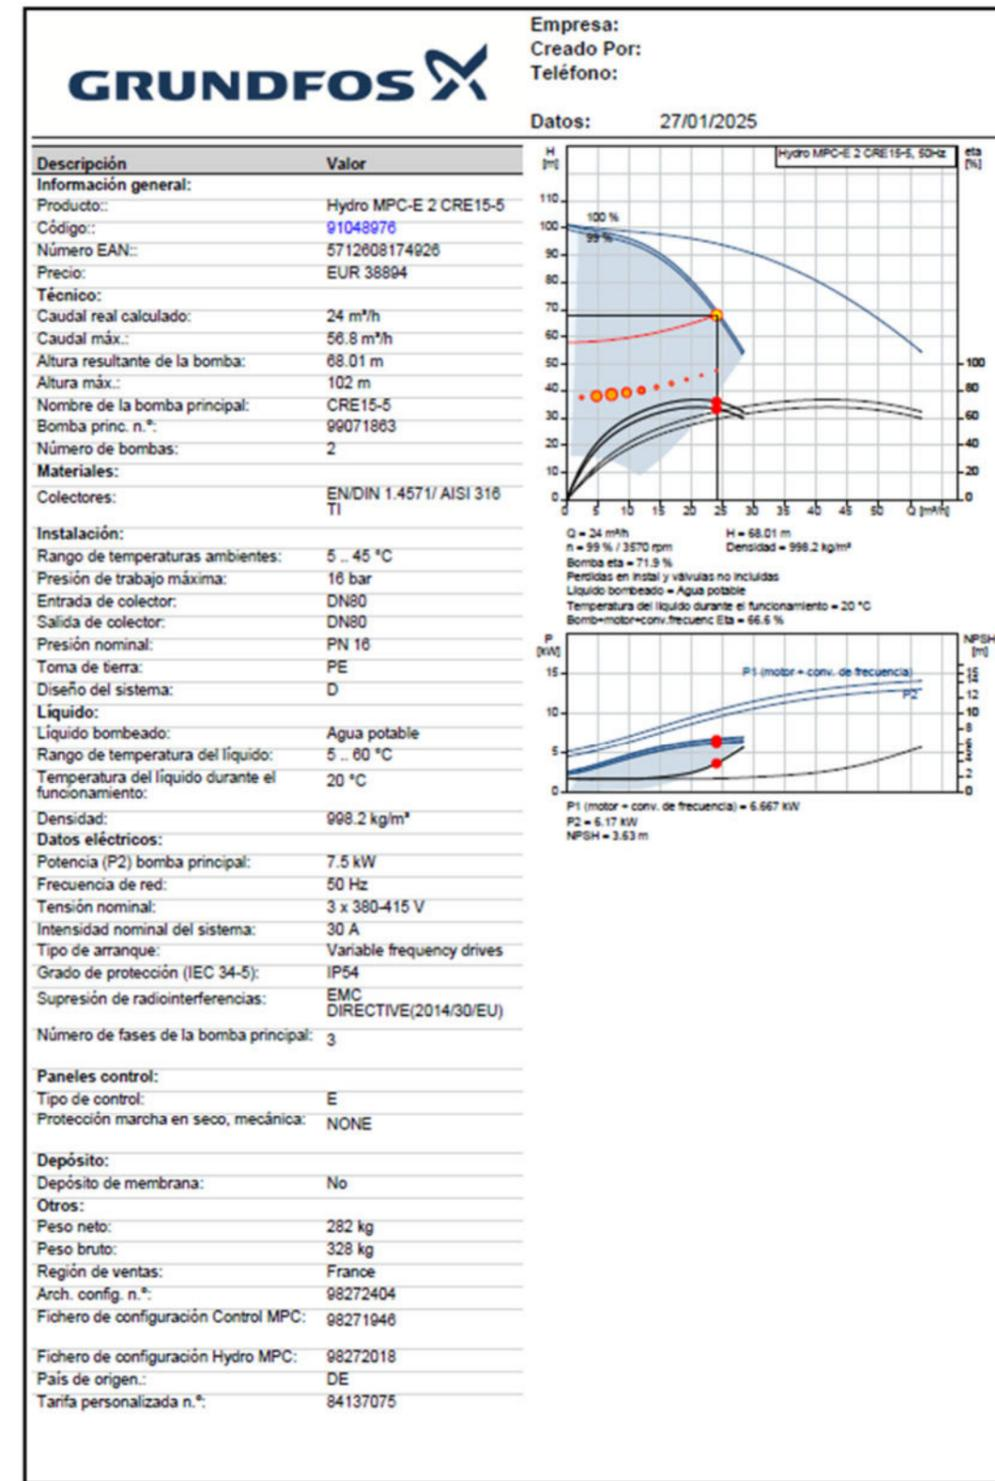 GRUNDFOS
Empresa:
Creado Por:
Teléfono:
Datos: 27/01/2025
Descripción Valor
Información general:
Producto:: Hydro MPC-E 2 CRE15-5
Código:: 91048976
Número EAN:: 5712608174926
Precio: EUR 38894
Técnico:
Caudal real calculado: 24 m³/h
Caudal máx.: 56.8 m³/h
Altura resultante de la bomba: 68.01 m
Altura máx.: 102 m
Nombre de la bomba principal: CRE15-5
Bomba princ. n.º: 99071863
Número de bombas: 2
Materiales:
Colectores: EN/DIN 1.4571/ AISI 316
TI
Instalación:
Rango de temperaturas ambientes: 5 .. 45 °C
Presión de trabajo máxima: 16 bar
Entrada de colector: DN80
Salida de colector: DN80
Presión nominal: PN 16
Toma de tierra: PE
Diseño del sistema: D
Líquido:
Líquido bombeado: Agua potable
Rango de temperatura del líquido: 5 .. 60 °C
Temperatura del líquido durante el
funcionamiento: 20 °C
Densidad: 998.2 kg/m³
Datos eléctricos:
Potencia (P2) bomba principal: 7.5 kW
Frecuencia de red: 50 Hz
Tensión nominal: 3 x 380-415 V
Intensidad nominal del sistema: 30 A
Tipo de arranque: Variable frequency drives
Grado de protección (IEC 34-5): IP54
Supresión de radiointerferencias: EMC
DIRECTIVE(2014/30/EU)
Número de fases de la bomba principal: 3
Paneles control:
Tipo de control: E
Protección marcha en seco, mecánica: NONE
Depósito:
Depósito de membrana: No
Otros:
Peso neto: 282 kg
Peso bruto: 328 kg
Región de ventas: France
Arch. config. n.º: 98272404
Fichero de configuración Control MPC: 98271946
Fichero de configuración Hydro MPC: 98272018
País de origen.: DE
Tarifa personalizada n.º: 84137075
H
[m]
Hydro MPC-E 2 CRE15-5, 50Hz
eta
[%]
110
100
90
80
70
60
50
40
30
20
10
0
100 %
99 %
100
80
60
40
20
0
0 5 10 15 20 25 30 35 40 45 50 Q [m³/h]
Q = 24 m³/h H = 68.01 m
n = 99 % / 3570 rpm Densidad = 998.2 kg/m³
Bomba eta = 71.9 %
Perdidas en instal y válvulas no incluidas
Líquido bombeado = Agua potable
Temperatura del líquido durante el funcionamiento = 20 °C
Bomb+motor+conv.frecuenc Eta = 66.6 %
P
[kW]
NPSH
[m]
15
10
5
0
P1 (motor + conv. de frecuencia)
P2
15
14
12
10
8
6
5
4
2
0
P1 (motor + conv. de frecuencia) = 6.667 kW
P2 = 6.17 kW
NPSH = 3.63 m